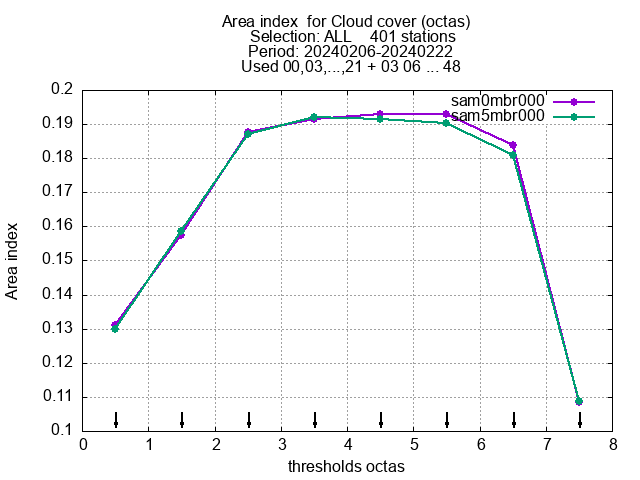 Area index  for Cloud cover (octas)
Selection: ALL    401 stations
Period: 20240206-20240222
Used 00,03,...,21 + 03 06 ... 48
sam0mbr000
sam5mbr000
0.2
0.19
0.18
0.17
0.16
0.15
0.14
0.13
0.12
0.11
0.1
Area index
0 1 2 3 4 5 6 7 8
thresholds octas